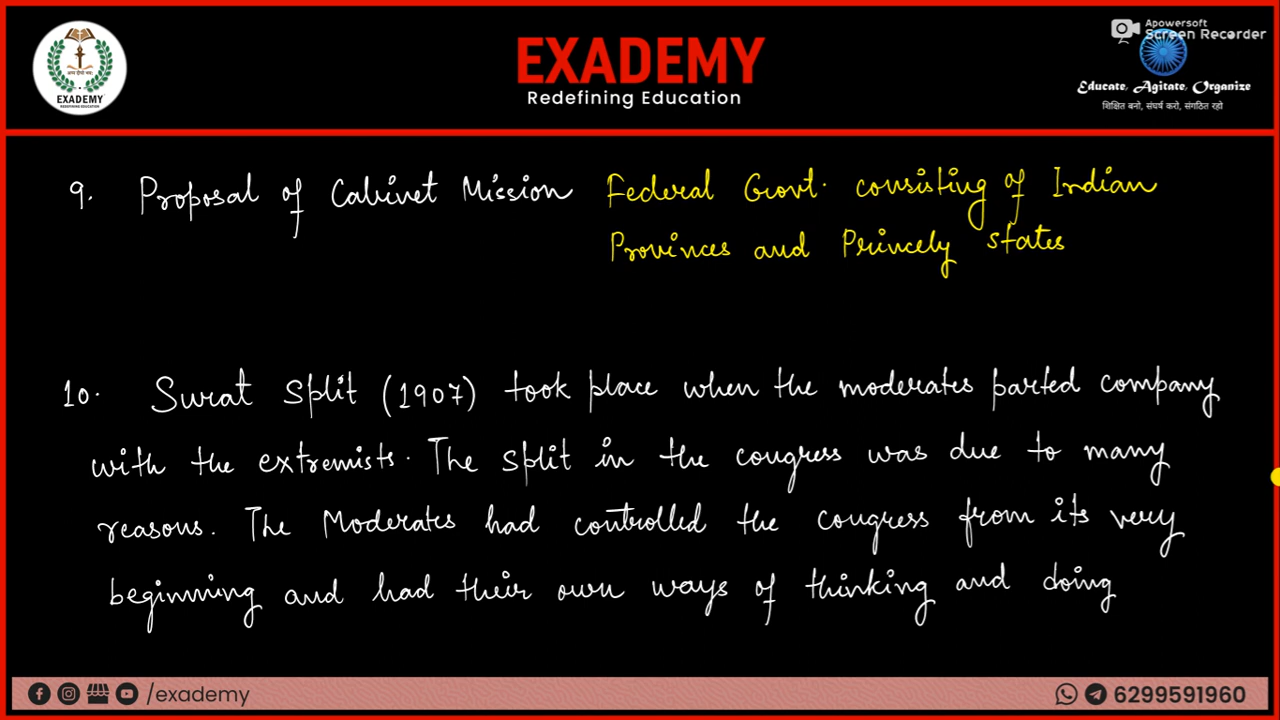 EXADEMY
REDEFINING EDUCATION
EXADEMY
Redefining Education
Apowersoft
Screen Recorder
Educate, Agitate, Organize
शिक्षित बनो, संघर्ष करो, संगठित रहो
9. Proposal of Cabinet Mission Federal Govt. consisting of Indian
Provinces and Princely states
10. Surat split (1907) took place when the moderates parted company
with the extremists. The split in the congress was due to many
reasons. The Moderates had controlled the congress from its very
beginning and had their own ways of thinking and doing
/exademy
6299591960